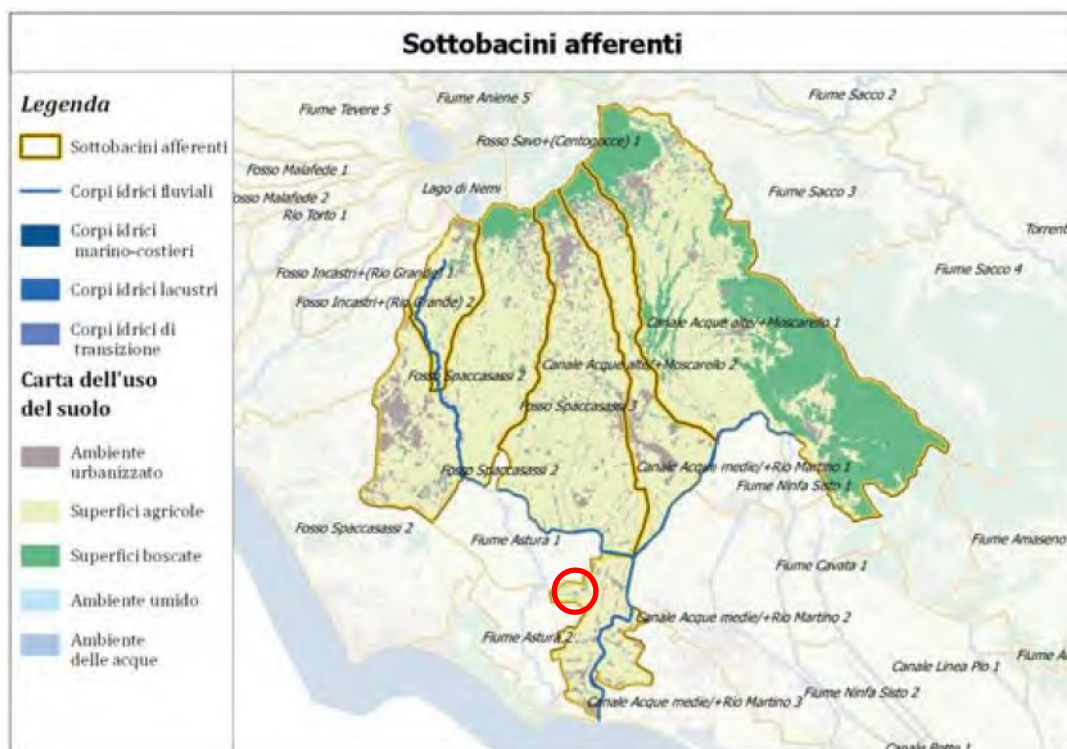 Sottobacini afferenti
Legenda
Sottobacini afferenti
Corpi idrici fluviali
Corpi idrici
marino-costieri
Corpi idrici lacustri
Corpi idrici di
transizione
Carta dell'uso
del suolo
Ambiente
urbanizzato
Superfici agricole
Superfici boscate
Ambiente umido
Ambiente
delle acque
Fiume Tevere 5
Fiume Aniene 5
Fiume Sacco 2
Fosso Savo+(Centogocce) 1
Fosso Malafede 1
Lago di Nemi
Fiume Sacco 3
Fosso Malafede 2
Rio Torto 1
Torrent
Fosso Incastri+(Rio Grande) 1
Fiume Sacco 4
Fosso Incastri+(Rio Grande) 2
Canale Acque alte/+Moscarello 1
Canale Acque alte/+Moscarello 2
Fosso Spaccasassi 2
Fosso Spaccasassi 3
Fosso Spaccasassi 2
Canale Acque medie/+Rio Martino 1
Fiume Ninfa Sisto 1
Fosso Spaccasassi 2
Fiume Astura 1
Fiume Amaseno
Fiume Cavata 1
Canale Acque medie/+Rio Martino 2
Fiume Astura 2
Fiume A
Canale Linea Pio 1
Canale Acque medie/+Rio Martino 3
Fiume Ninfa Sisto 2
Canale Botte 1